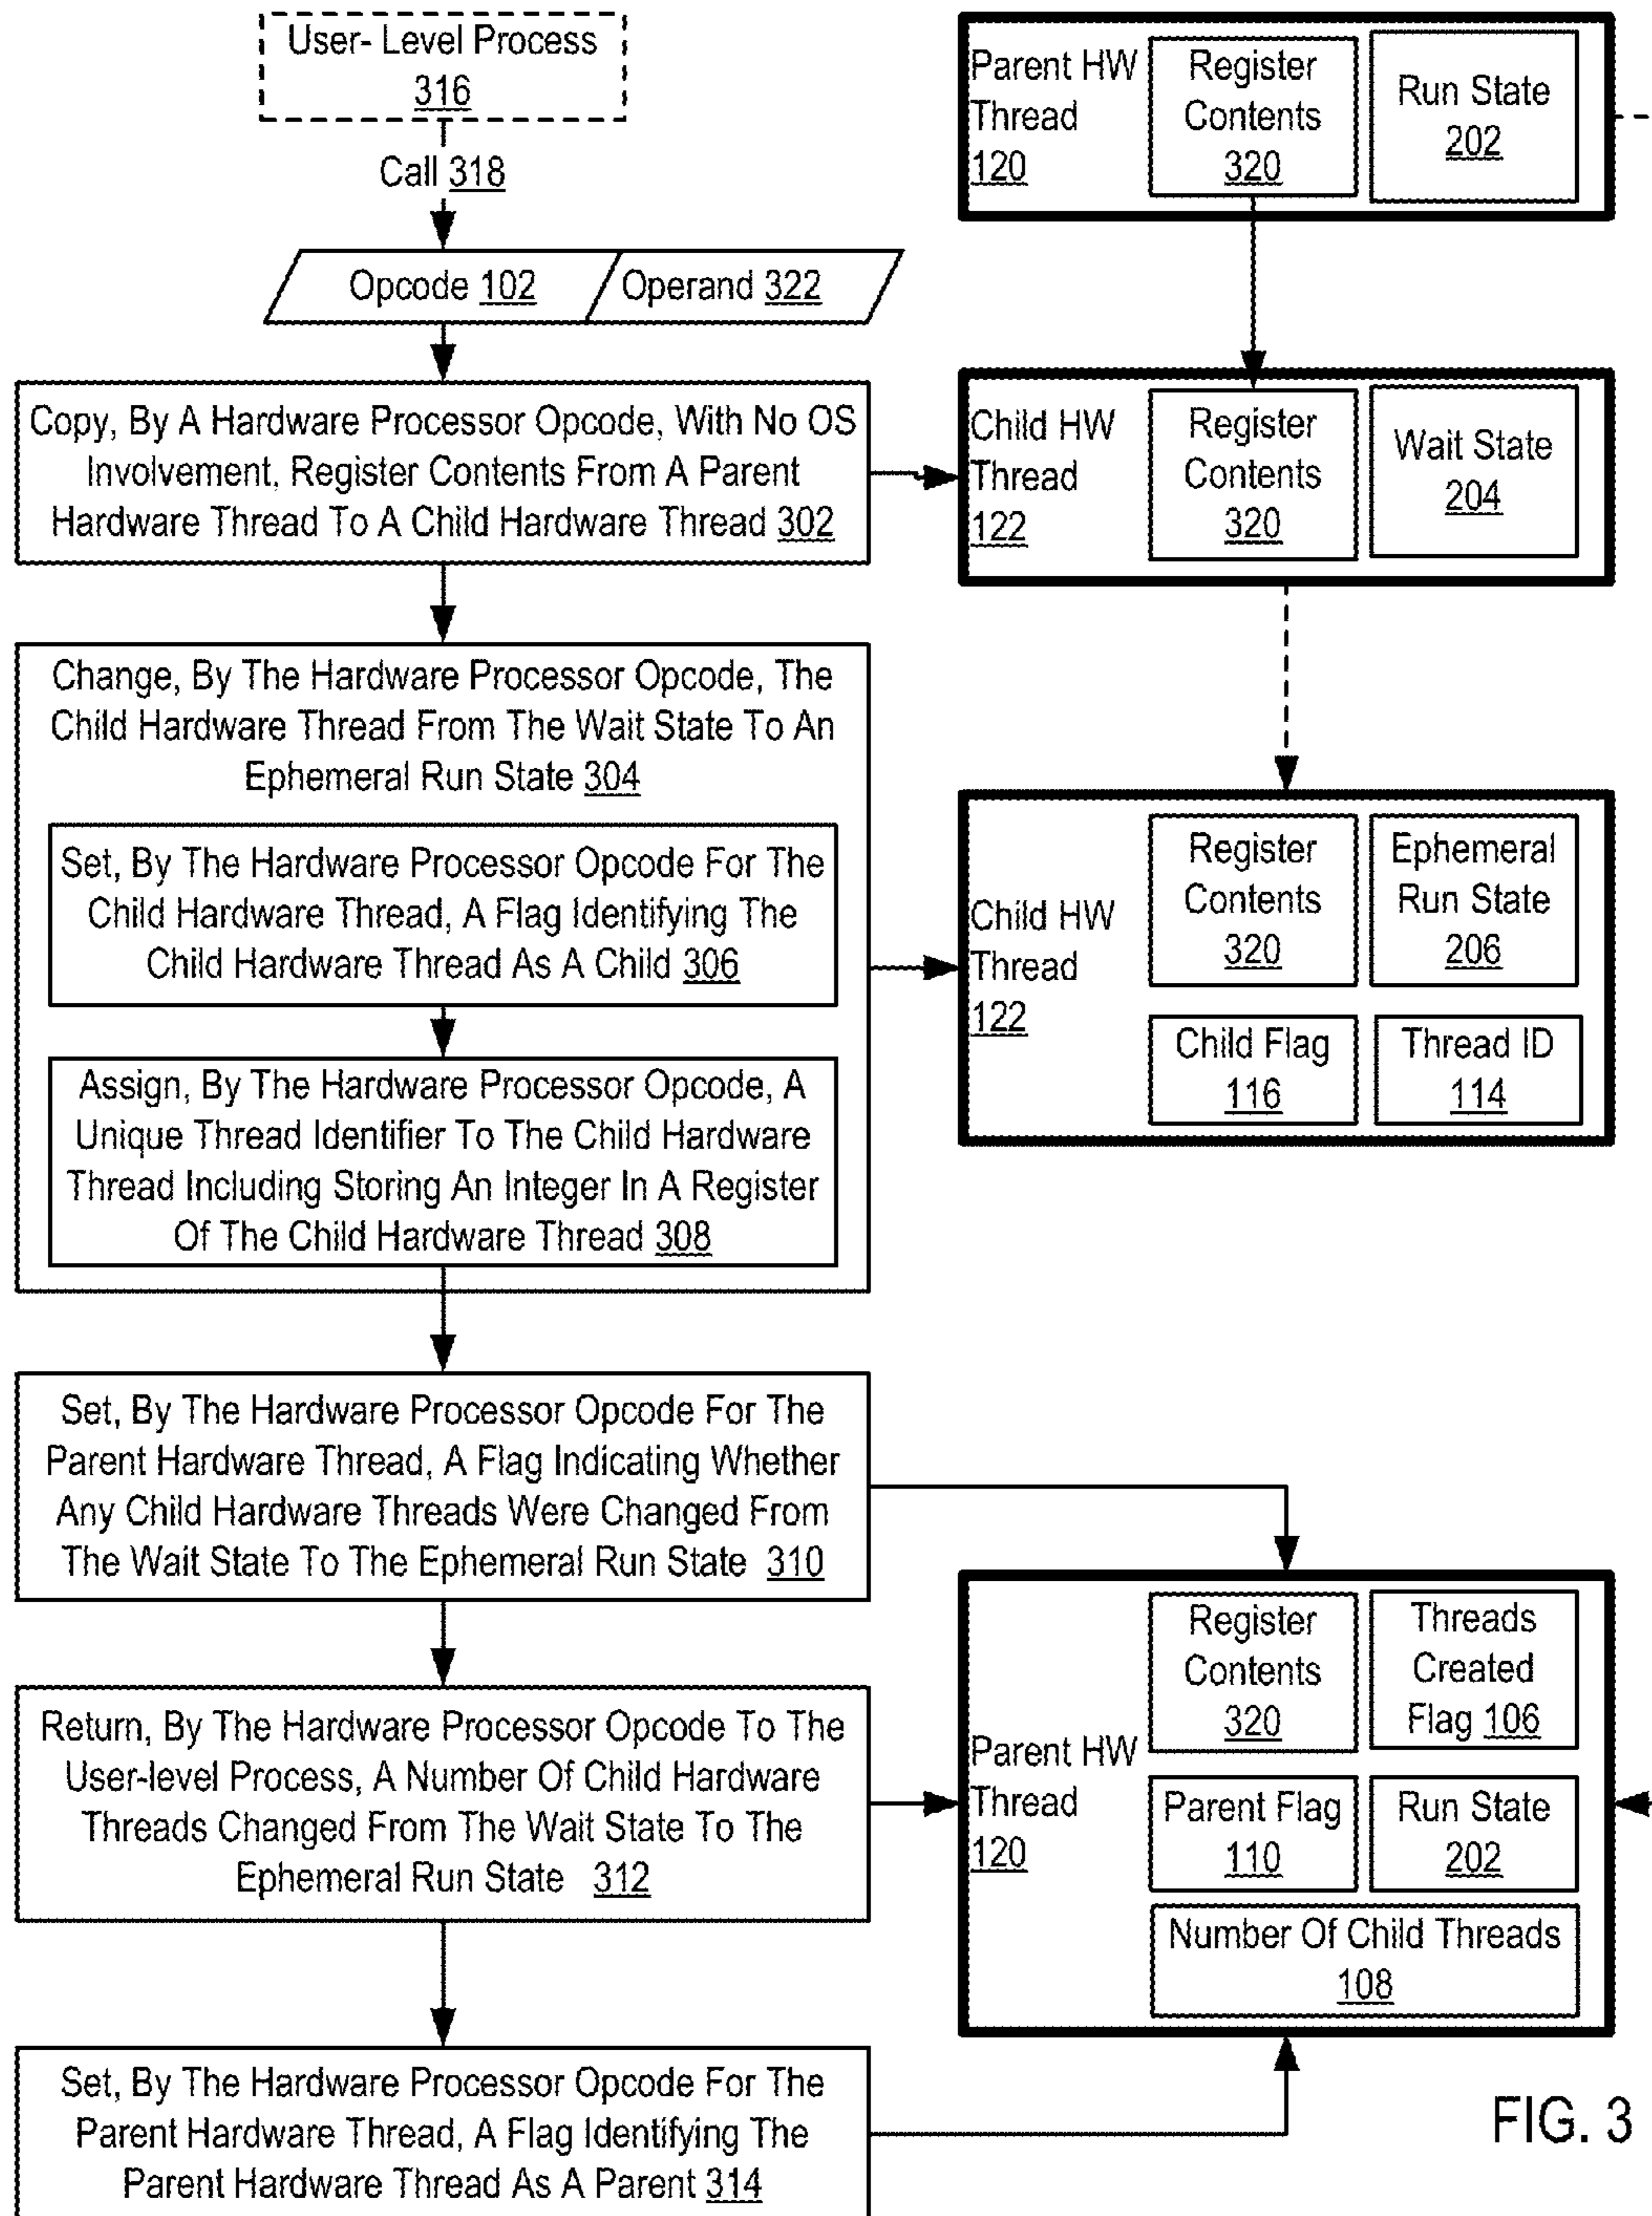 User- Level Process
316
Call 318
Opcode 102
Operand 322
Copy, By A Hardware Processor Opcode, With No OS
Involvement, Register Contents From A Parent
Hardware Thread To A Child Hardware Thread 302
Change, By The Hardware Processor Opcode, The
Child Hardware Thread From The Wait State To An
Ephemeral Run State 304
Set, By The Hardware Processor Opcode For The
Child Hardware Thread, A Flag Identifying The
Child Hardware Thread As A Child 306
Assign, By The Hardware Processor Opcode, A
Unique Thread Identifier To The Child Hardware
Thread Including Storing An Integer In A Register
Of The Child Hardware Thread 308
Set, By The Hardware Processor Opcode For The
Parent Hardware Thread, A Flag Indicating Whether
Any Child Hardware Threads Were Changed From
The Wait State To The Ephemeral Run State 310
Return, By The Hardware Processor Opcode To The
User-level Process, A Number Of Child Hardware
Threads Changed From The Wait State To The
Ephemeral Run State 312
Set, By The Hardware Processor Opcode For The
Parent Hardware Thread, A Flag Identifying The
Parent Hardware Thread As A Parent 314
Parent HW
Thread
120
Register
Contents
320
Run State
202
Child HW
Thread
122
Register
Contents
320
Wait State
204
Child HW
Thread
122
Register
Contents
320
Ephemeral
Run State
206
Child Flag
116
Thread ID
114
Parent HW
Thread
120
Register
Contents
320
Threads
Created
Flag 106
Parent Flag
110
Run State
202
Number Of Child Threads
108
FIG. 3